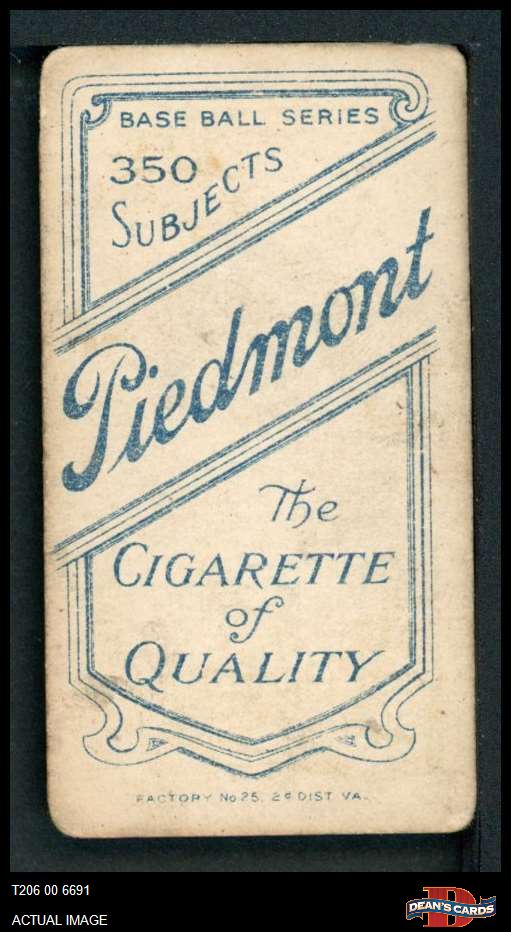 BASE BALL SERIES
350
SUBJECTS
Piedmont
The
CIGARETTE
of
QUALITY
FACTORY No 25, 2d DIST VA.
T206 00 6691
ACTUAL IMAGE
D
DEAN'S CARDS